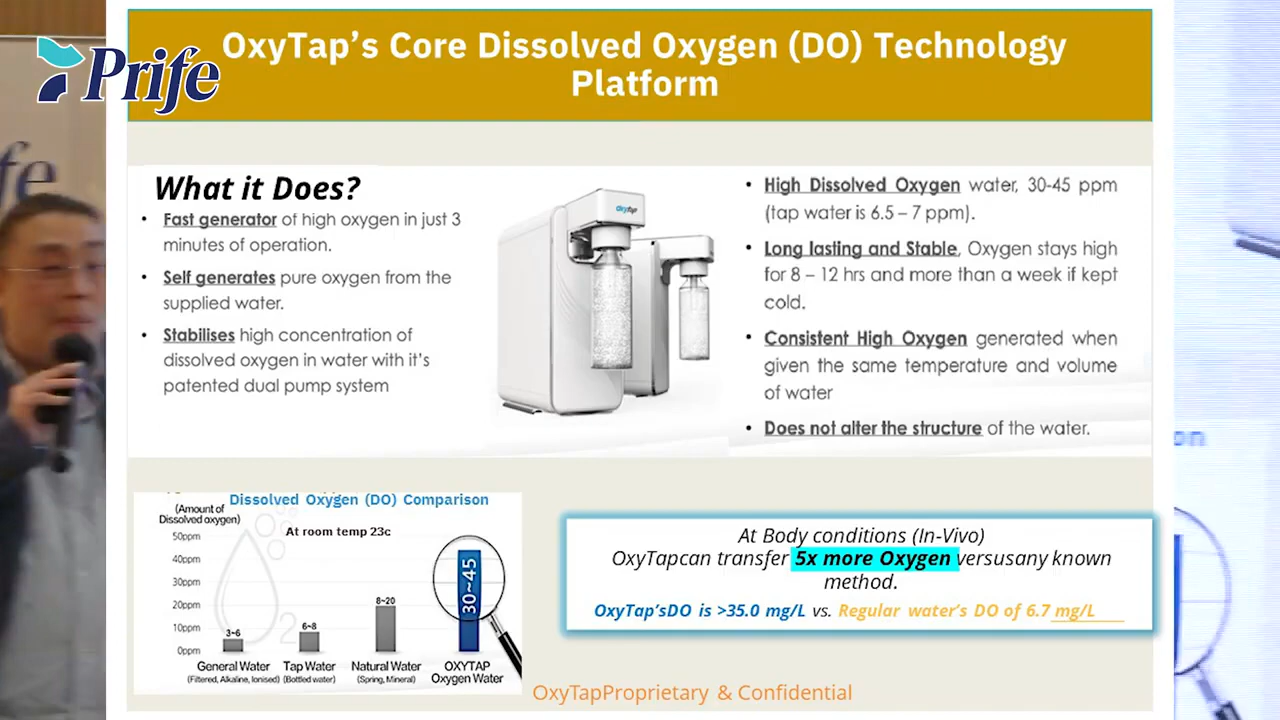 Prife
OxyTap's Core Dissolved Oxygen (DO) Technology
Platform
What it Does?
• Fast generator of high oxygen in just 3
minutes of operation.
• Self generates pure oxygen from the
supplied water.
• Stabilises high concentration of
dissolved oxygen in water with it's
patented dual pump system
oxytap
• High Dissolved Oxygen water, 30-45 ppm
(tap water is 6.5 – 7 ppm).
• Long lasting and Stable, Oxygen stays high
for 8 – 12 hrs and more than a week if kept
cold.
• Consistent High Oxygen generated when
given the same temperature and volume
of water
• Does not alter the structure of the water.
Dissolved Oxygen (DO) Comparison
(Amount of
Dissolved oxygen)
At room temp 23c
50ppm
40ppm
30ppm
20ppm
10ppm
0ppm
3~6
6~8
8~20
30~45
General Water
(Filtered, Alkaline, Ionised)
Tap Water
(Bottled water)
Natural Water
(Spring, Mineral)
OXYTAP
Oxygen Water
At Body conditions (In-Vivo)
OxyTapcan transfer 5x more Oxygen versusany known
method.
OxyTap'sDO is >35.0 mg/L vs. Regular water's DO of 6.7 mg/L
OxyTapProprietary & Confidential